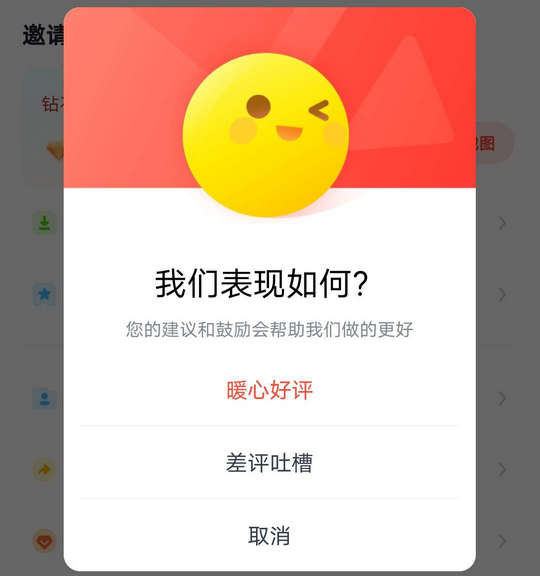 邀请
钻石
图
我们表现如何？
您的建议和鼓励会帮助我们做的更好
暖心好评
差评吐槽
取消